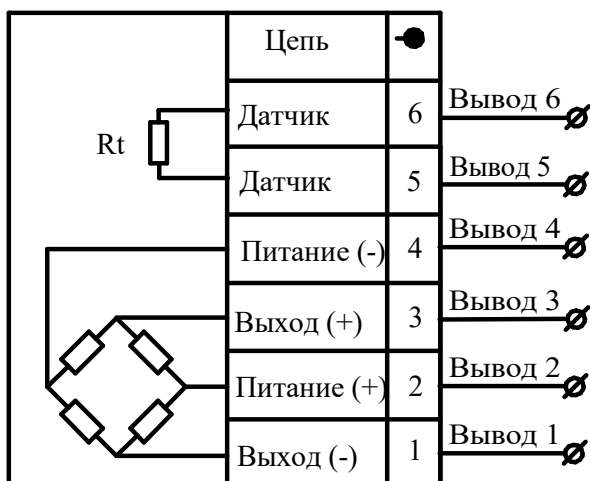 Цепь
Rt
Датчик 6 Вывод 6
Датчик 5 Вывод 5
Питание (-) 4 Вывод 4
Выход (+) 3 Вывод 3
Питание (+) 2 Вывод 2
Выход (-) 1 Вывод 1